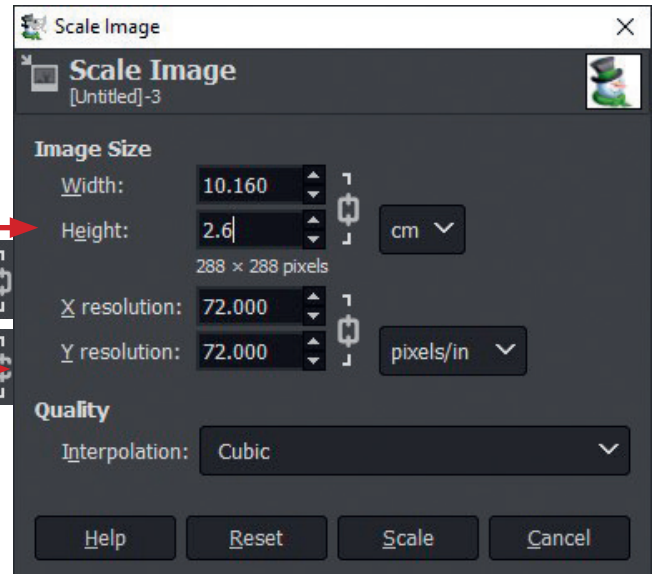 Scale Image
Scale Image
[Untitled]-3
Image Size
Width: 10.160
Height: 2.6 cm
288 × 288 pixels
X resolution: 72.000
Y resolution: 72.000 pixels/in
Quality
Interpolation: Cubic
Help Reset Scale Cancel